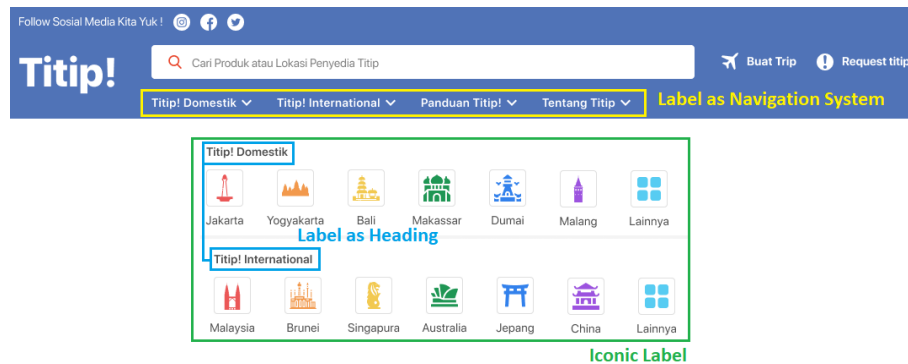 Follow Sosial Media Kita Yuk !
Titip!
Cari Produk atau Lokasi Penyedia Titip
Buat Trip
Request titip
Titip! Domestik
Titip! International
Panduan Titip!
Tentang Titip
Label as Navigation System
Titip! Domestik
Jakarta Yogyakarta Bali Makassar Dumai Malang Lainnya
Label as Heading
Titip! International
Malaysia Brunei Singapura Australia Jepang China Lainnya
Iconic Label